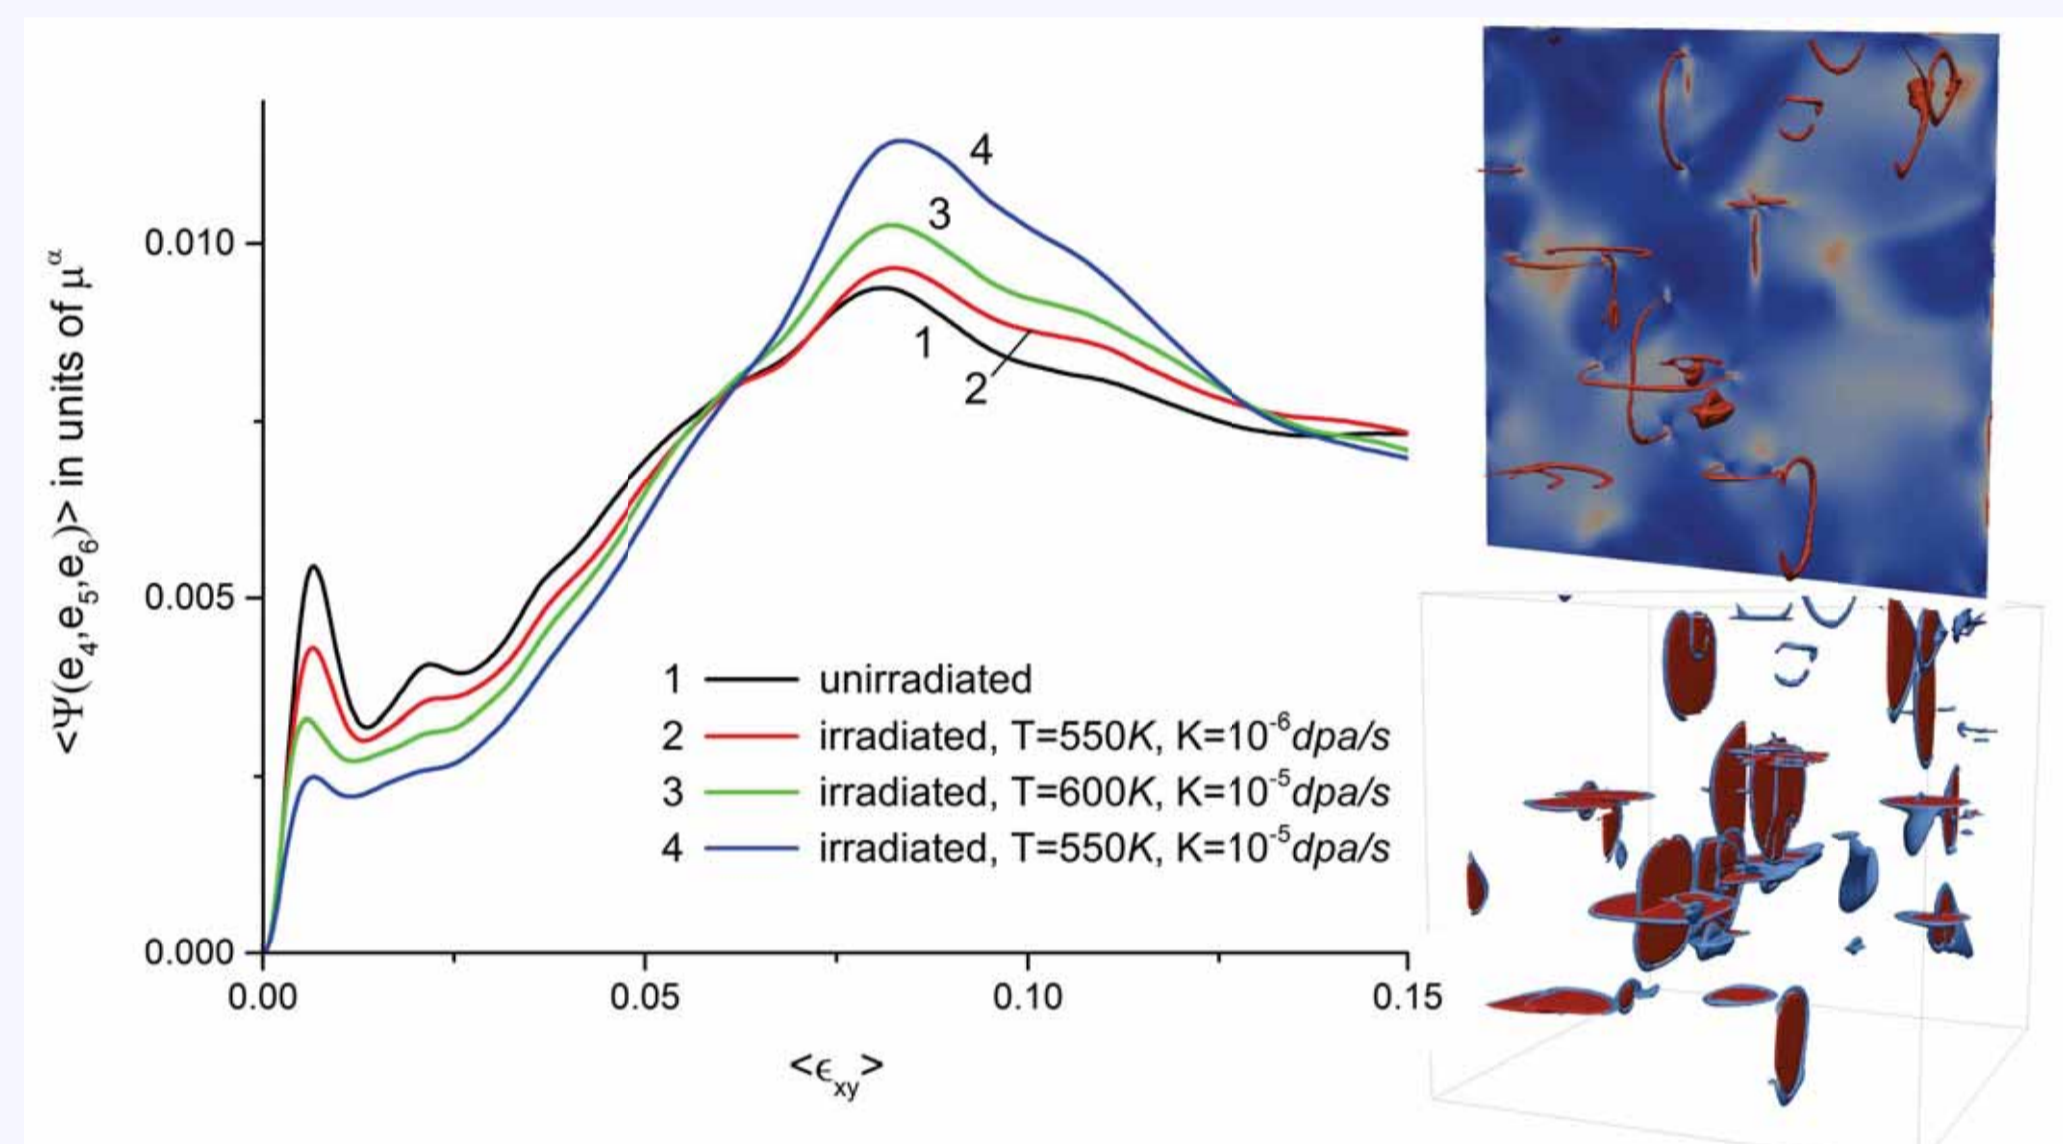 <Ψ(e₄,e₅,e₆)> in units of μᵅ
0.010
0.005
0.000
0.00 0.05 0.10 0.15
<ϵxy>
4
3
1
2
1 unirradiated
2 irradiated, T=550K, K=10⁻⁶dpa/s
3 irradiated, T=600K, K=10⁻⁵dpa/s
4 irradiated, T=550K, K=10⁻⁵dpa/s